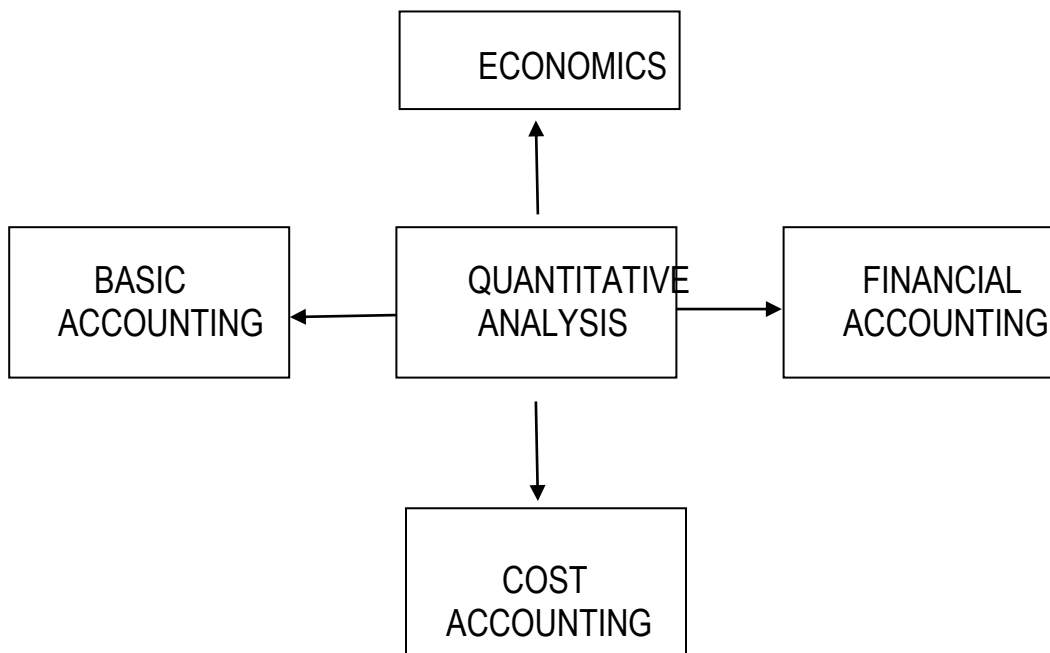 ECONOMICS
BASIC
ACCOUNTING
QUANTITATIVE
ANALYSIS
FINANCIAL
ACCOUNTING
COST
ACCOUNTING